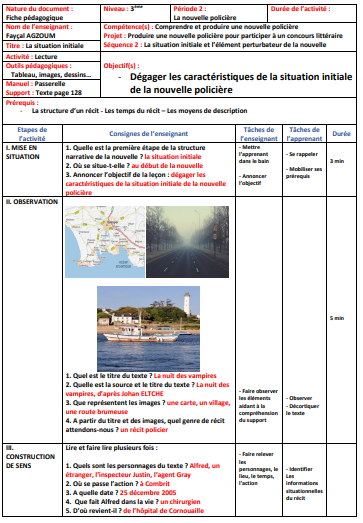 Nature du document :
Fiche pédagogique
Niveau : 3ème
Période 2 :
La nouvelle policière
Durée de l'activité :
Nom de l'enseignant :
Fayçal AGZOUM
Compétence(s) : Comprendre et produire une nouvelle policière
Projet : Produire une nouvelle policière pour participer à un concours littéraire
Séquence 2 : La situation initiale et l'élément perturbateur de la nouvelle
Titre : La situation initiale
Activité : Lecture
Outils pédagogiques :
Tableau, images, dessins...
Manuel : Passerelle
Support : Texte page 128
Objectif(s) :
- Dégager les caractéristiques de la situation initiale
de la nouvelle policière
Prérequis :
- La structure d'un récit - Les temps du récit – Les moyens de description
Etapes de
l'activité
Consignes de l'enseignant
Tâches de
l'enseignant
Tâches de
l'apprenant
Durée
I. MISE EN
SITUATION
1. Quelle est la première étape de la structure
narrative de la nouvelle ? la situation initiale
2. Où se situe-t-elle ? au début de la nouvelle
3. Annoncer l'objectif de la leçon : dégager les
caractéristiques de la situation initiale de la nouvelle
policière
- Mettre
l'apprenant
dans le bain
- Annoncer
l'objectif
- Se rappeler
- Mobiliser ses
prérequis
3 min
II. OBSERVATION
1. Quel est le titre du texte ? La nuit des vampires
2. Quelle est la source et le titre du texte ? La nuit des
vampires, d'après Johan ELTCHE
3. Que représentent les images ? une carte, un village,
une route brumeuse
4. A partir du titre et des images, quel genre de récit
attendons-nous ? un récit policier
- Faire observer
les éléments
aidant à la
compréhension
du support
- Observer
- Décortiquer
le texte
5 min
III.
CONSTRUCTION
DE SENS
Lire et faire lire plusieurs fois :
1. Quels sont les personnages du texte ? Alfred, un
étranger, l'inspecteur Justin, l'agent Gray
2. Où se passe l'action ? à Combrit
3. A quelle date ? 25 décembre 2005
4. Que fait Alfred dans la vie ? un chirurgien
5. D'où revient-il ? de l'hôpital de Cornouaille
- Faire relever
les
personnages, le
lieu, le temps,
l'action
- Identifier
Les
informations
situationnelles
du récit